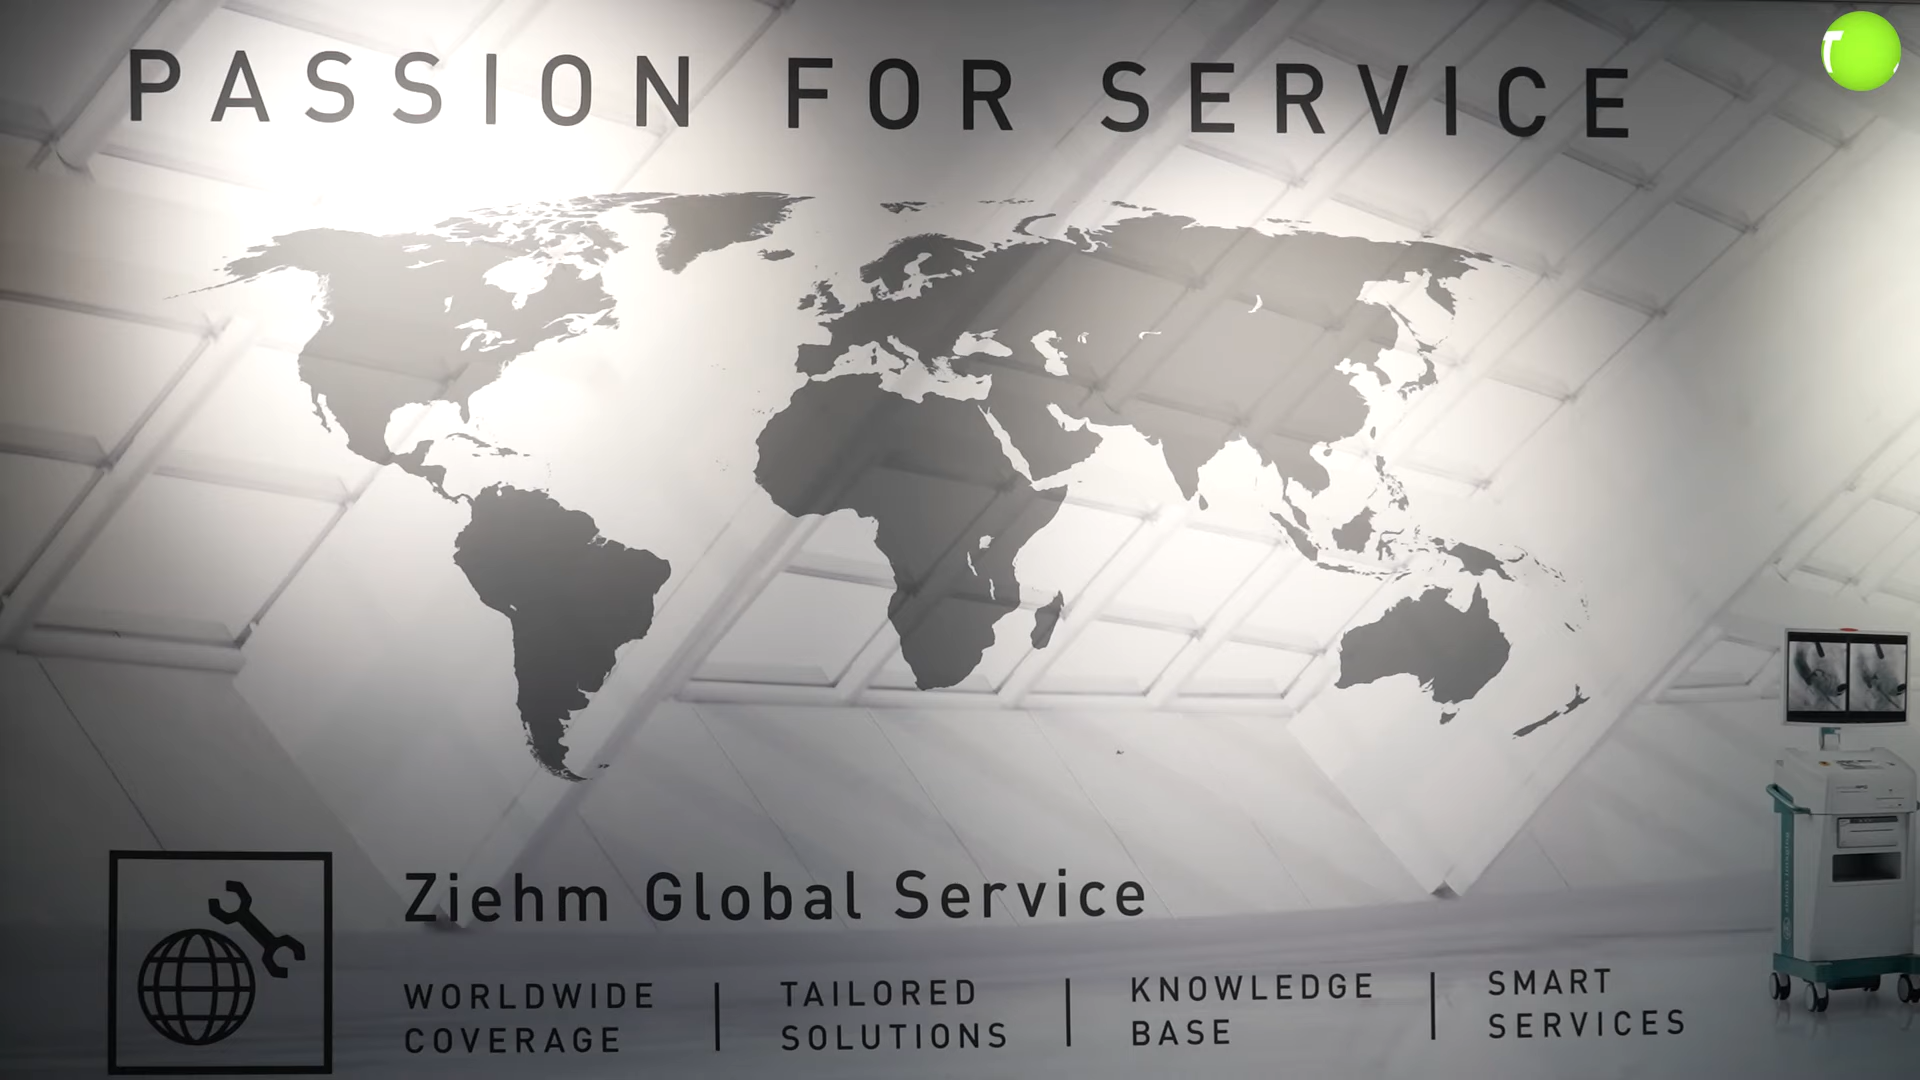 PASSION FOR SERVICE
Ziehm Global Service
WORLDWIDE
COVERAGE
TAILORED
SOLUTIONS
KNOWLEDGE
BASE
SMART
SERVICES